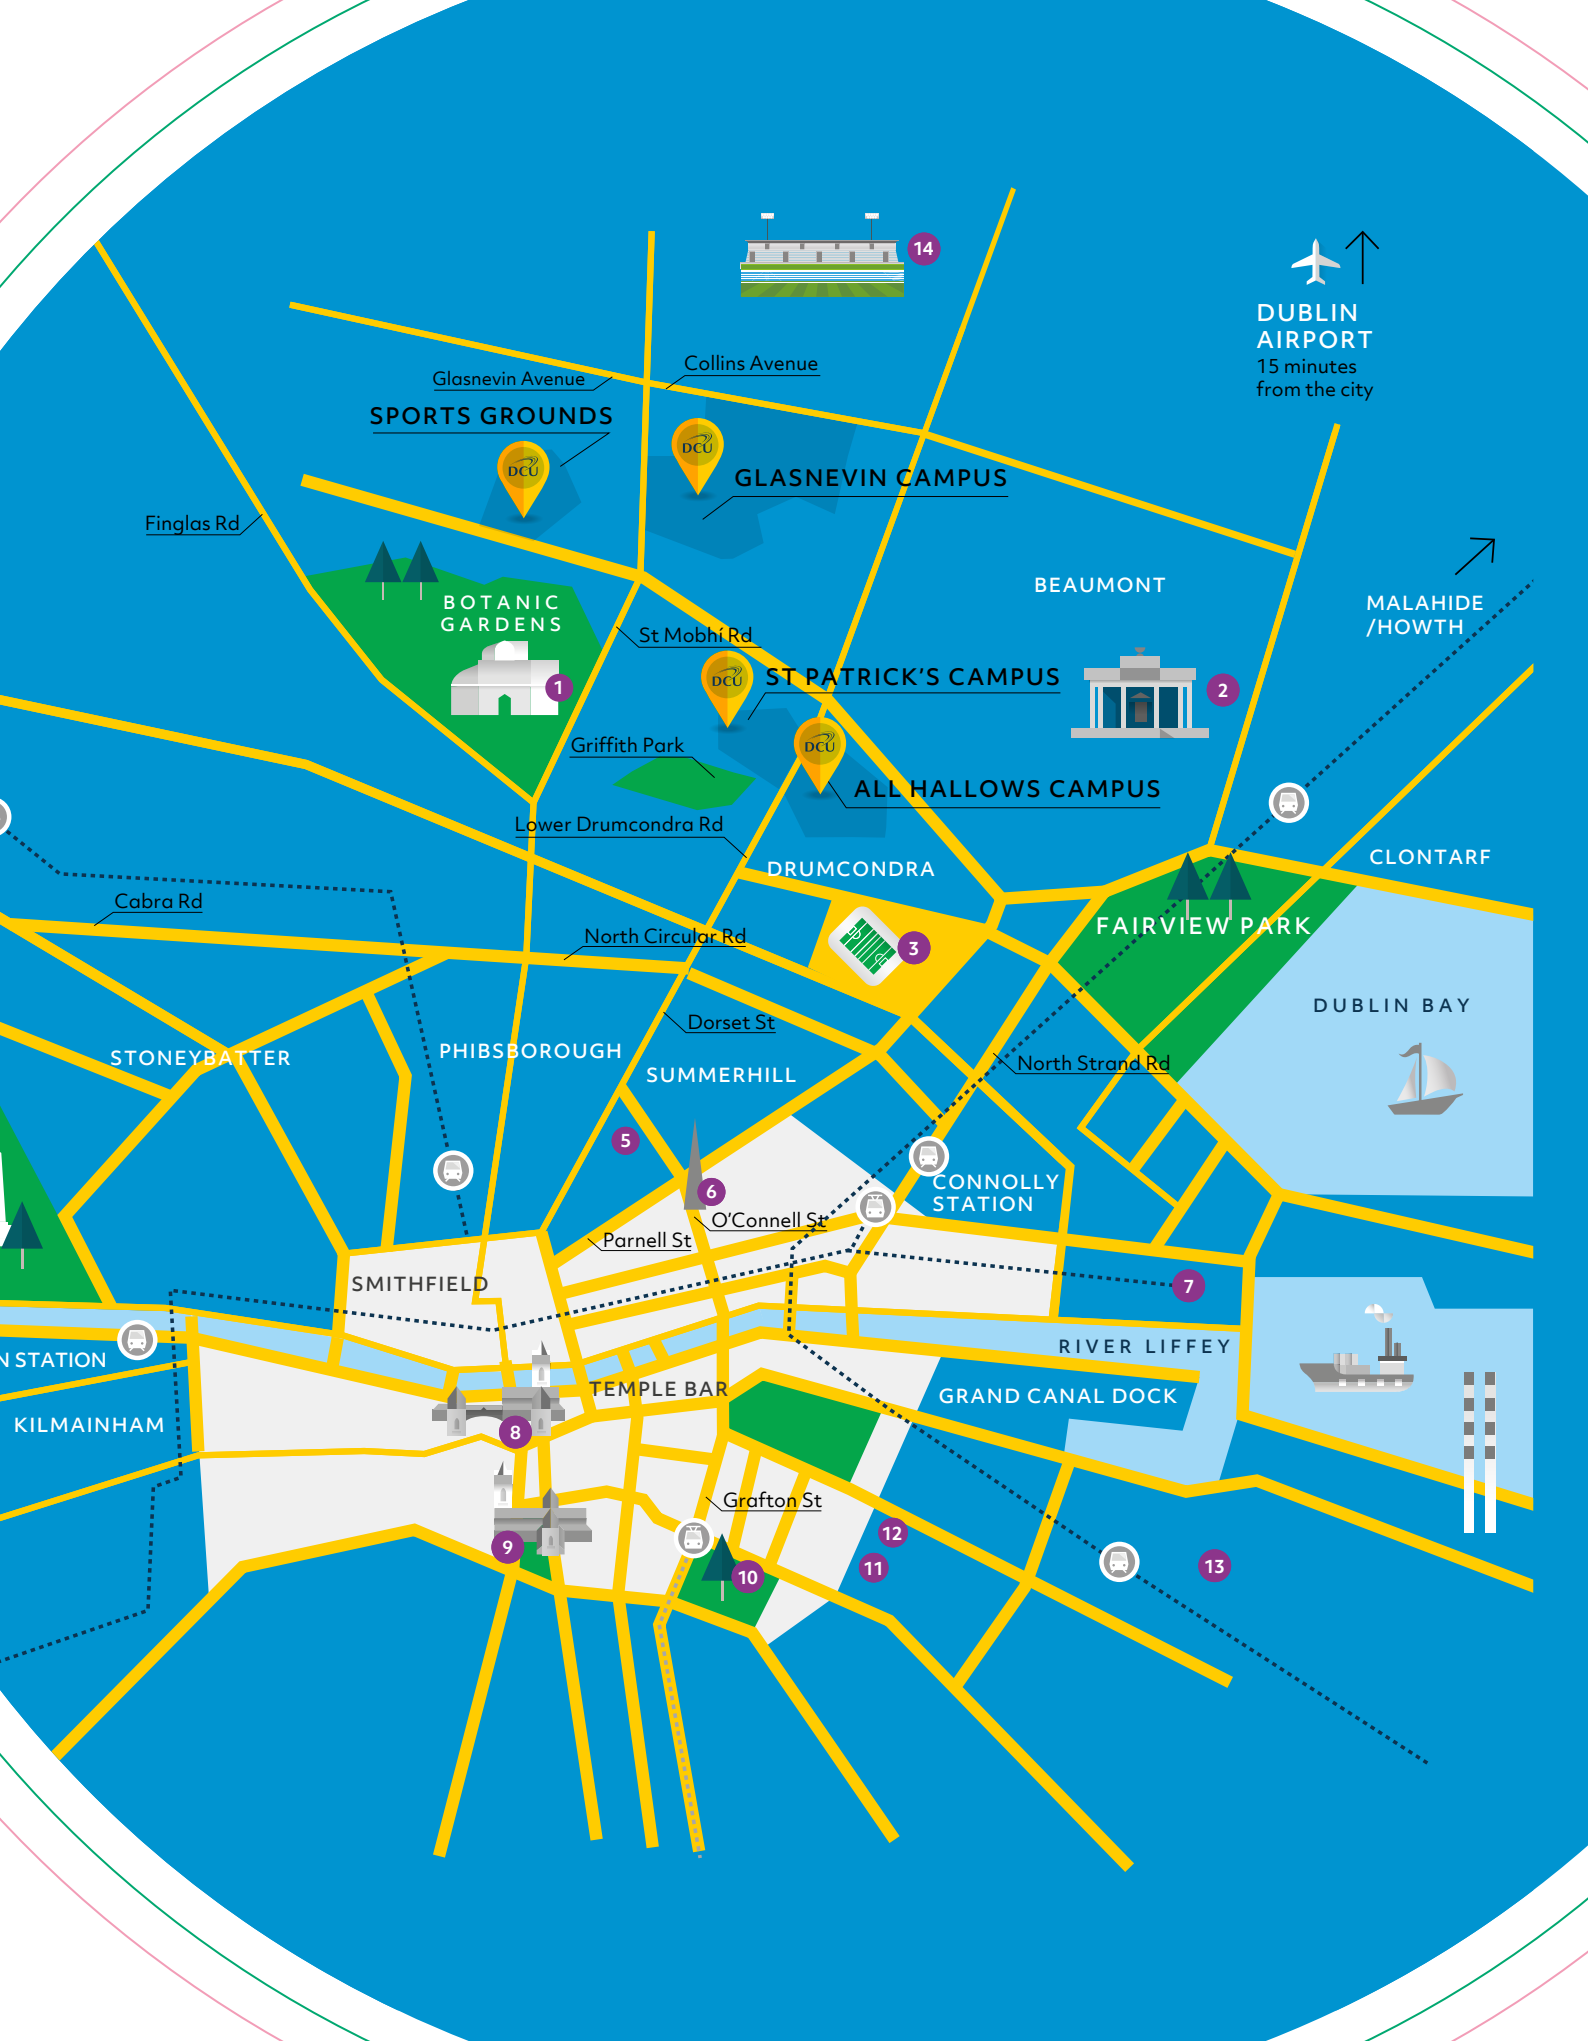 14
DUBLIN
AIRPORT
15 minutes
from the city
Collins Avenue
Glasnevin Avenue
SPORTS GROUNDS
DCU
DCU
GLASNEVIN CAMPUS
Finglas Rd
BEAUMONT
MALAHIDE
/HOWTH
BOTANIC
GARDENS
1
St Mobhí Rd
DCU
ST PATRICK'S CAMPUS
2
Griffith Park
DCU
ALL HALLOWS CAMPUS
Lower Drumcondra Rd
DRUMCONDRA
CLONTARF
Cabra Rd
North Circular Rd
3
FAIRVIEW PARK
DUBLIN BAY
Dorset St
STONEYBATTER
PHIBSBOROUGH
SUMMERHILL
North Strand Rd
5
6
CONNOLLY
STATION
O'Connell St
Parnell St
SMITHFIELD
7
RIVER LIFFEY
N STATION
TEMPLE BAR
GRAND CANAL DOCK
KILMAINHAM
8
Grafton St
9
12
11
10
13